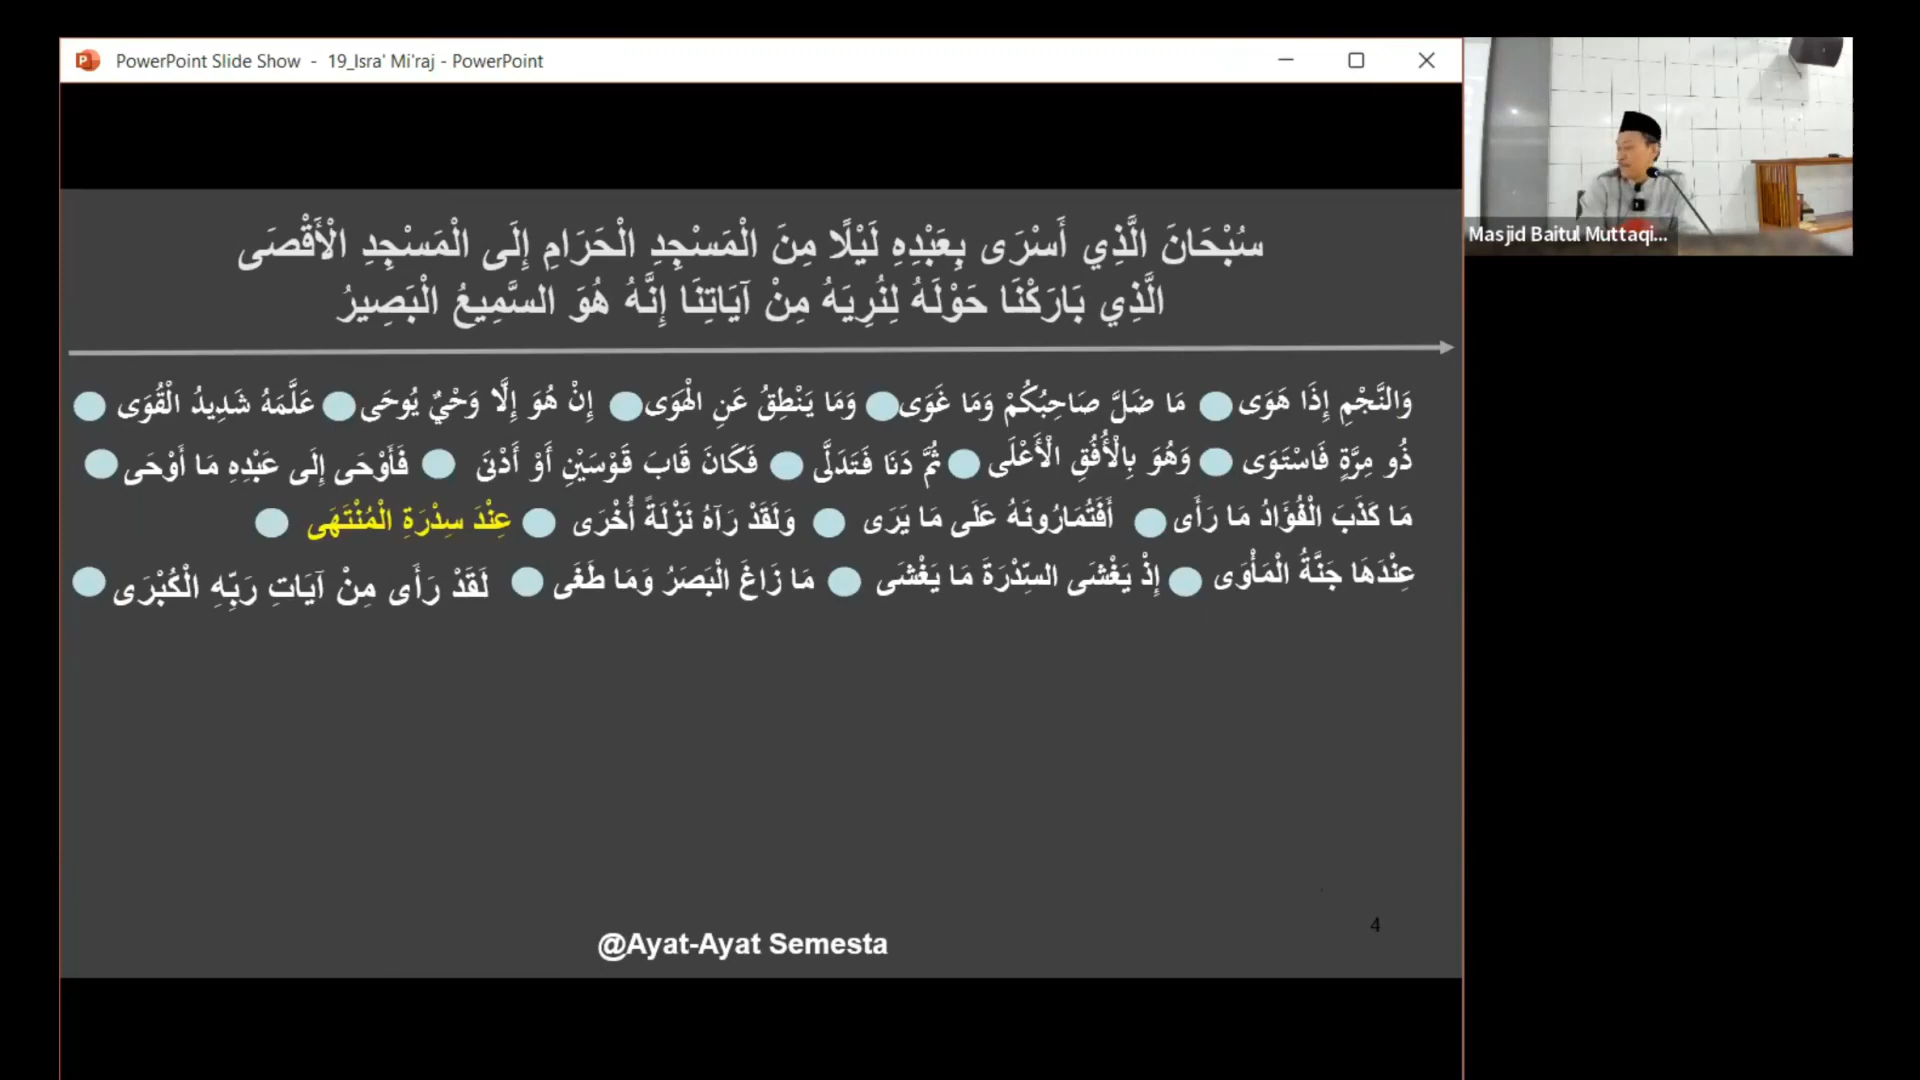 PowerPoint Slide Show - 19_Isra' Mi'raj - PowerPoint
سُبْحَانَ الَّذِي أَسْرَى بِعَبْدِهِ لَيْلًا مِنَ الْمَسْجِدِ الْحَرَامِ إِلَى الْمَسْجِدِ الْأَقْصَى
الَّذِي بَارَكْنَا حَوْلَهُ لِنُرِيَهُ مِنْ آيَاتِنَا إِنَّهُ هُوَ السَّمِيعُ الْبَصِيرُ
وَالنَّجْمِ إِذَا هَوَى مَا ضَلَّ صَاحِبُكُمْ وَمَا غَوَى وَمَا يَنْطِقُ عَنِ الْهَوَى إِنْ هُوَ إِلَّا وَحْيٌ يُوحَى عَلَّمَهُ شَدِيدُ الْقُوَى
ذُو مِرَّةٍ فَاسْتَوَى وَهُوَ بِالْأُفُقِ الْأَعْلَى ثُمَّ دَنَا فَتَدَلَّى فَكَانَ قَابَ قَوْسَيْنِ أَوْ أَدْنَى فَأَوْحَى إِلَى عَبْدِهِ مَا أَوْحَى
مَا كَذَبَ الْفُؤَادُ مَا رَأَى أَفَتُمَارُونَهُ عَلَى مَا يَرَى وَلَقَدْ رَآهُ نَزْلَةً أُخْرَى عِنْدَ سِدْرَةِ الْمُنْتَهَى
عِنْدَهَا جَنَّةُ الْمَأْوَى إِذْ يَغْشَى السِّدْرَةَ مَا يَغْشَى مَا زَاغَ الْبَصَرُ وَمَا طَغَى لَقَدْ رَأَى مِنْ آيَاتِ رَبِّهِ الْكُبْرَى
4
@Ayat-Ayat Semesta
Masjid Baitul Muttaqi...